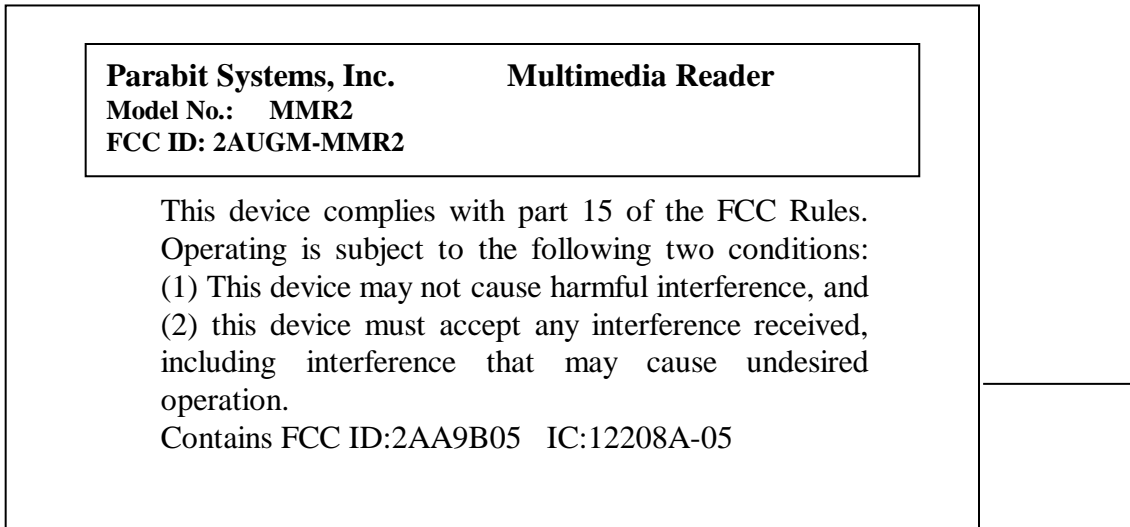 Parabit Systems, Inc. Multimedia Reader
Model No.: MMR2
FCC ID: 2AUGM-MMR2
This device complies with part 15 of the FCC Rules.
Operating is subject to the following two conditions:
(1) This device may not cause harmful interference, and
(2) this device must accept any interference received,
including interference that may cause undesired
operation.
Contains FCC ID:2AA9B05 IC:12208A-05